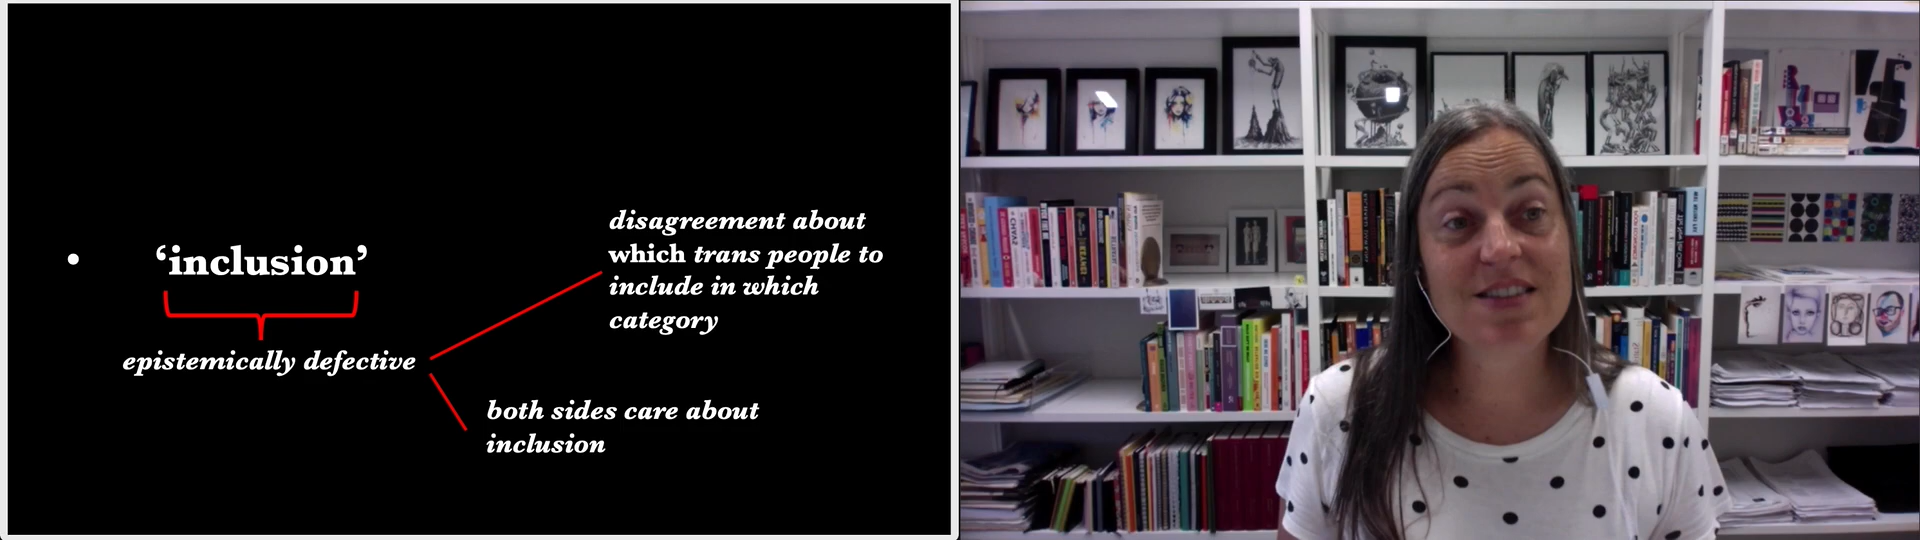 • ‘inclusion’
epistemically defective
disagreement about
which trans people to
include in which
category
both sides care about
inclusion